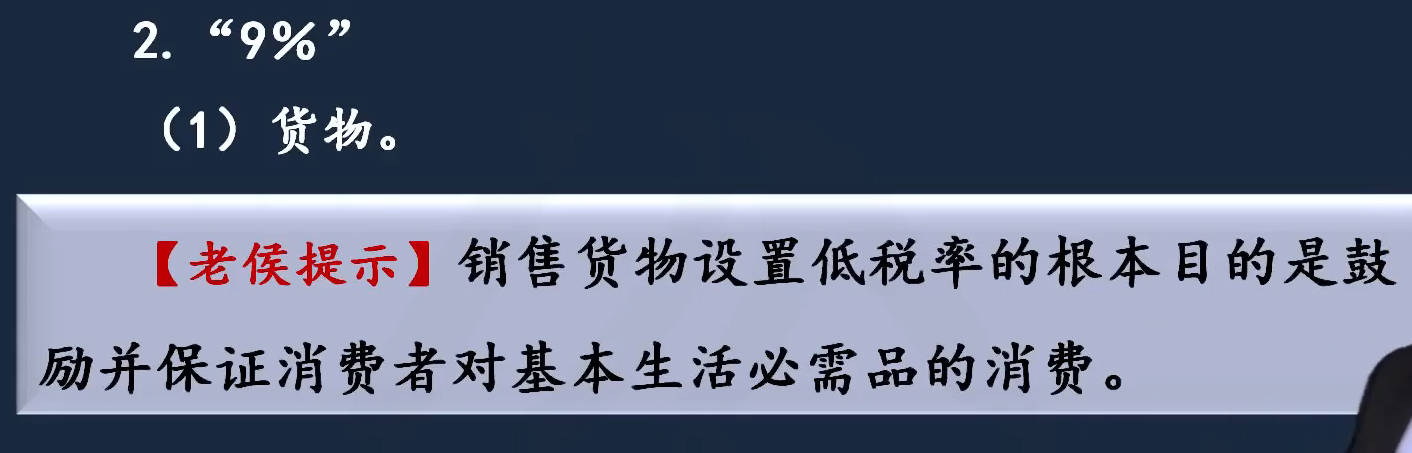 2. “9%”
（1）货物。
【老侯提示】销售货物设置低税率的根本目的是鼓
励并保证消费者对基本生活必需品的消费。